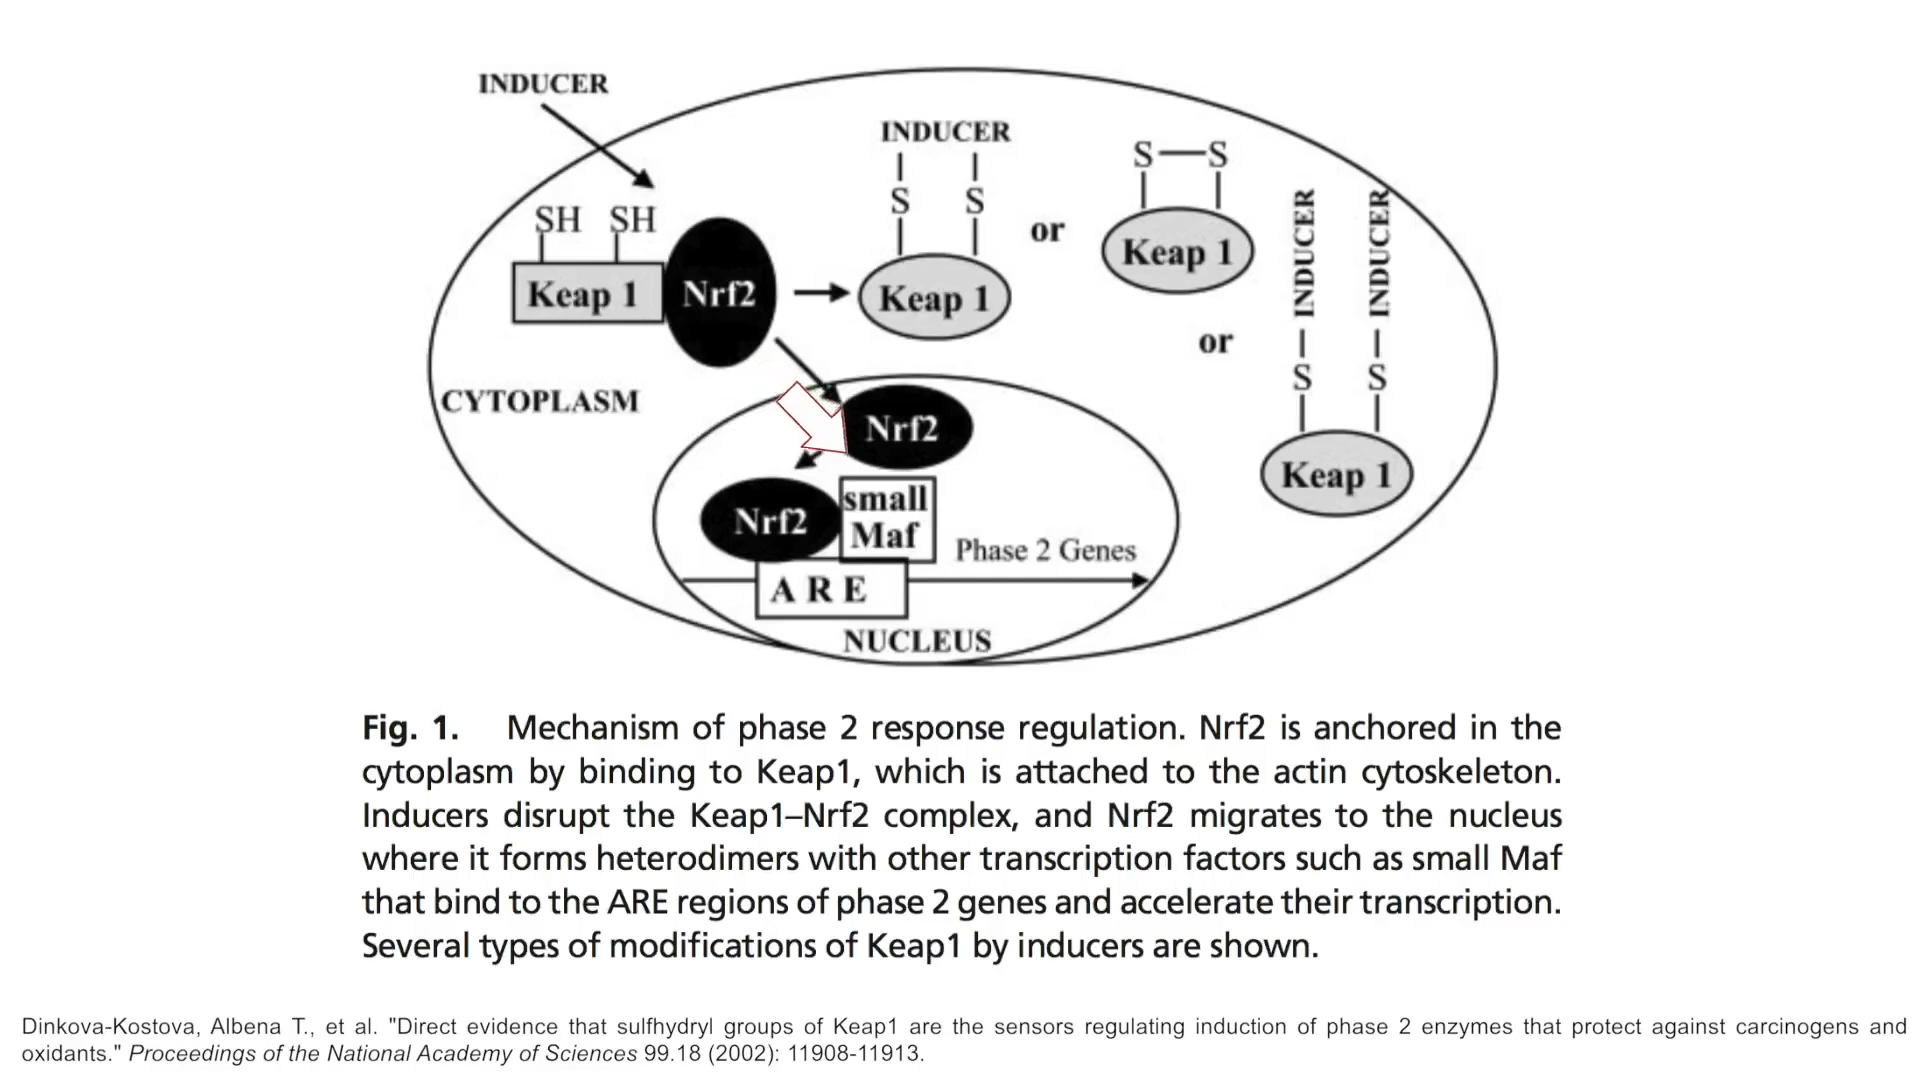 INDUCER
INDUCER
S—S
SH SH
S S
or
Keap 1
INDUCER
INDUCER
Keap 1
Nrf2
Keap 1
or
S S
CYTOPLASM
Nrf2
Keap 1
Nrf2
small
Maf
Phase 2 Genes
A R E
NUCLEUS
Fig. 1. Mechanism of phase 2 response regulation. Nrf2 is anchored in the
cytoplasm by binding to Keap1, which is attached to the actin cytoskeleton.
Inducers disrupt the Keap1–Nrf2 complex, and Nrf2 migrates to the nucleus
where it forms heterodimers with other transcription factors such as small Maf
that bind to the ARE regions of phase 2 genes and accelerate their transcription.
Several types of modifications of Keap1 by inducers are shown.
Dinkova-Kostova, Albena T., et al. "Direct evidence that sulfhydryl groups of Keap1 are the sensors regulating induction of phase 2 enzymes that protect against carcinogens and
oxidants." Proceedings of the National Academy of Sciences 99.18 (2002): 11908-11913.